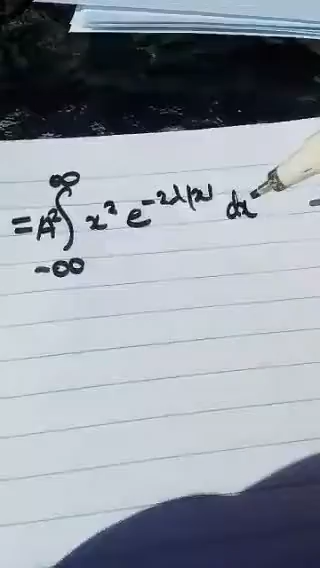 = A² ∫_{-∞}^{∞} x² e^{-2λ|x|} dx